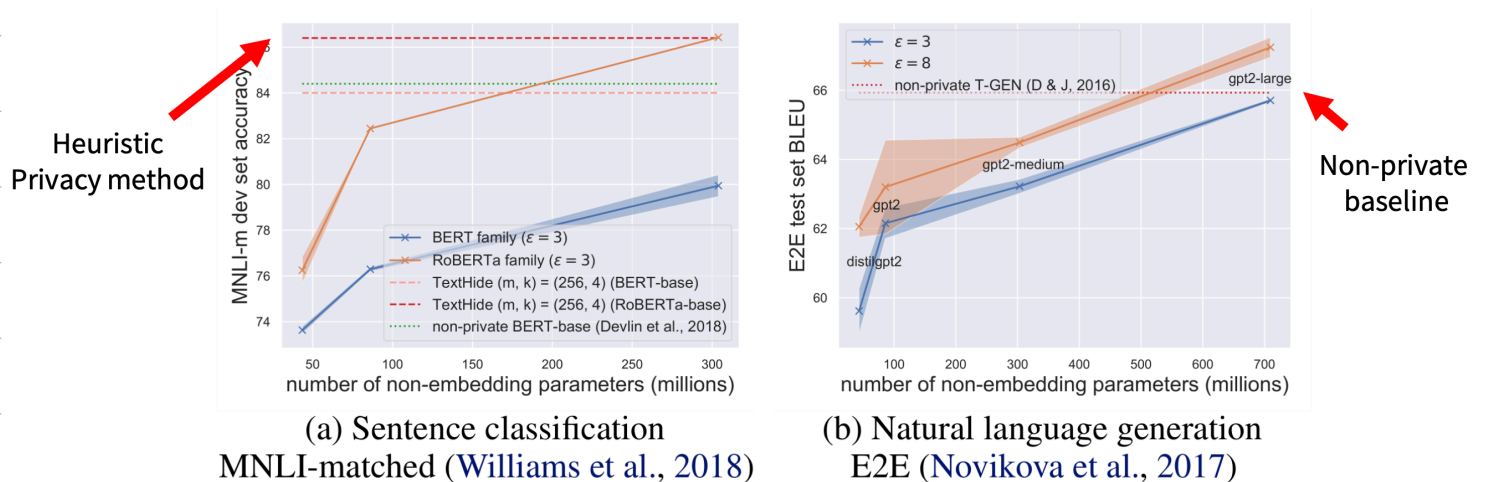 Heuristic
Privacy method
MNLI-m dev set accuracy
84
82
80
78
76
74
BERT family (ε = 3)
RoBERTa family (ε = 3)
TextHide (m, k) = (256, 4) (BERT-base)
TextHide (m, k) = (256, 4) (RoBERTa-base)
non-private BERT-base (Devlin et al., 2018)
50 100 150 200 250 300
number of non-embedding parameters (millions)
(a) Sentence classification
MNLI-matched (Williams et al., 2018)
E2E test set BLEU
66
64
62
60
ε = 3
ε = 8
non-private T-GEN (D & J, 2016)
gpt2-large
gpt2-medium
gpt2
distilgpt2
100 200 300 400 500 600 700
number of non-embedding parameters (millions)
(b) Natural language generation
E2E (Novikova et al., 2017)
Non-private
baseline